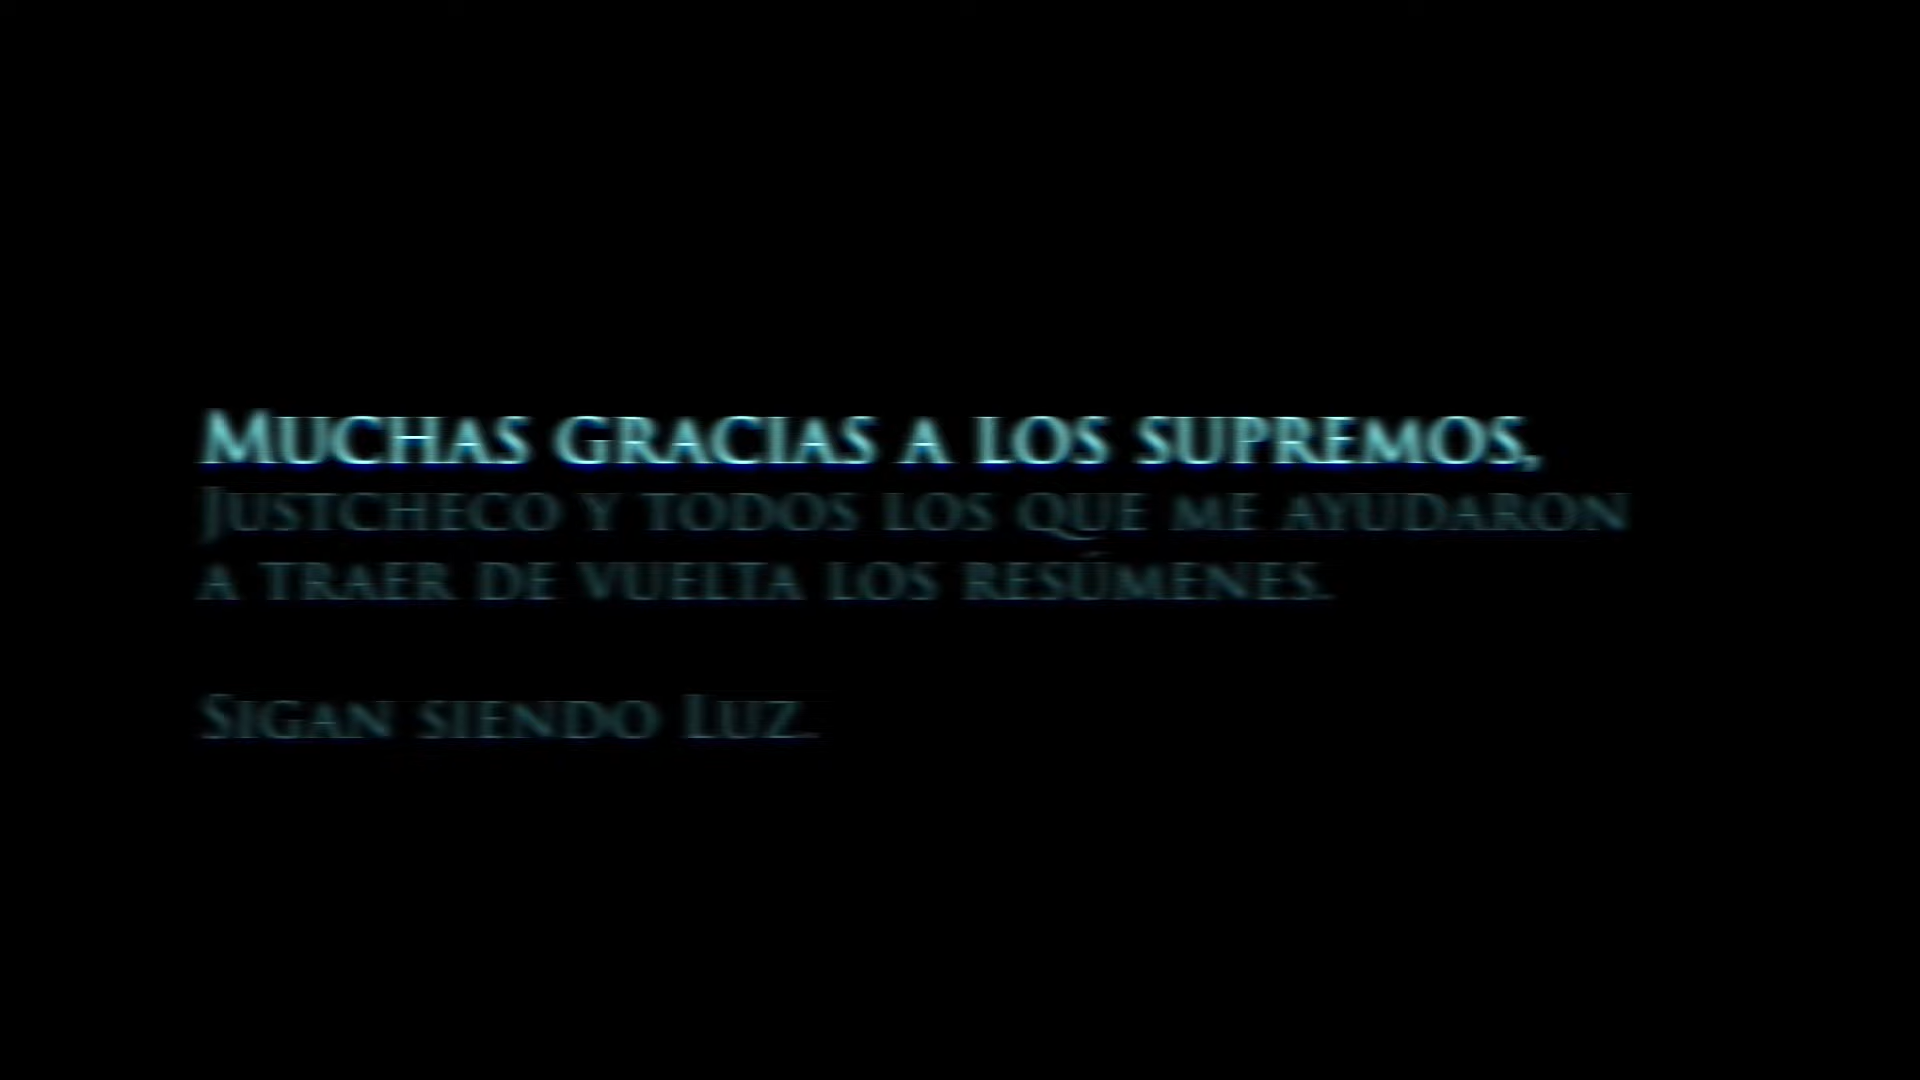 Muchas gracias a los supremos,
Justcheco y todos los que me ayudaron
a traer de vuelta los resúmenes.
Sigan siendo Luz.